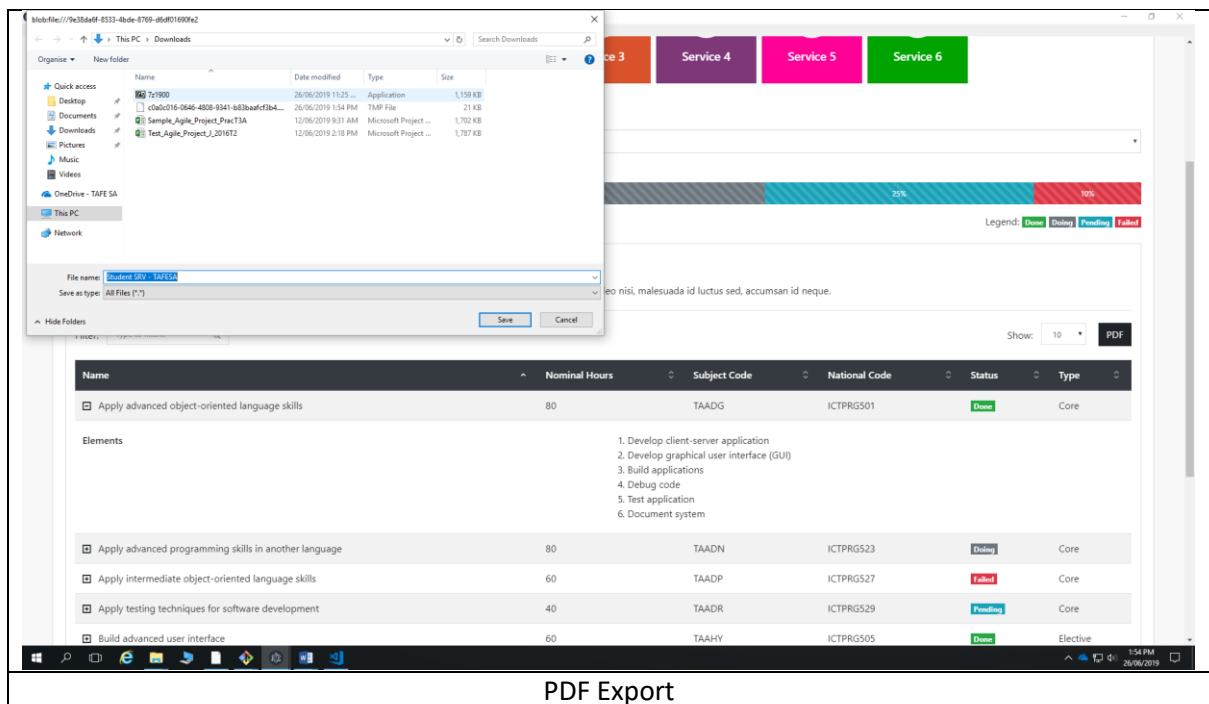 blob:file:///9e38da6f-8533-4bde-8769-d6df01690fe2
This PC > Downloads
Search Downloads
Organise New folder
Name Date modified Type Size
Quick access
Desktop
Documents
Downloads
Pictures
Music
Videos
OneDrive - TAFE SA
This PC
Network
7z1900 26/06/2019 11:25 ... Application 1,159 KB
c0a0c016-0646-4808-9341-b83baafcf3b4.... 26/06/2019 1:54 PM TMP File 21 KB
Sample_Agile_Project_PracT3A 12/06/2019 9:31 AM Microsoft Project ... 1,702 KB
Test_Agile_Project_J_2016T2 12/06/2019 2:18 PM Microsoft Project ... 1,787 KB
File name: Student SRV - TAFESA
Save as type: All Files (*.*)
Hide Folders
Save Cancel
ce 3 Service 4 Service 5 Service 6
25% 10%
Legend: Done Doing Pending Failed
leo nisi, malesuada id luctus sed, accumsan id neque.
Show: 10 PDF
Name Nominal Hours Subject Code National Code Status Type
Apply advanced object-oriented language skills 80 TAADG ICTPRG501 Done Core
Elements
1. Develop client-server application
2. Develop graphical user interface (GUI)
3. Build applications
4. Debug code
5. Test application
6. Document system
Apply advanced programming skills in another language 80 TAADN ICTPRG523 Doing Core
Apply intermediate object-oriented language skills 60 TAADP ICTPRG527 Failed Core
Apply testing techniques for software development 40 TAADR ICTPRG529 Pending Core
Build advanced user interface 60 TAAHY ICTPRG505 Done Elective
1:54 PM
26/06/2019
PDF Export